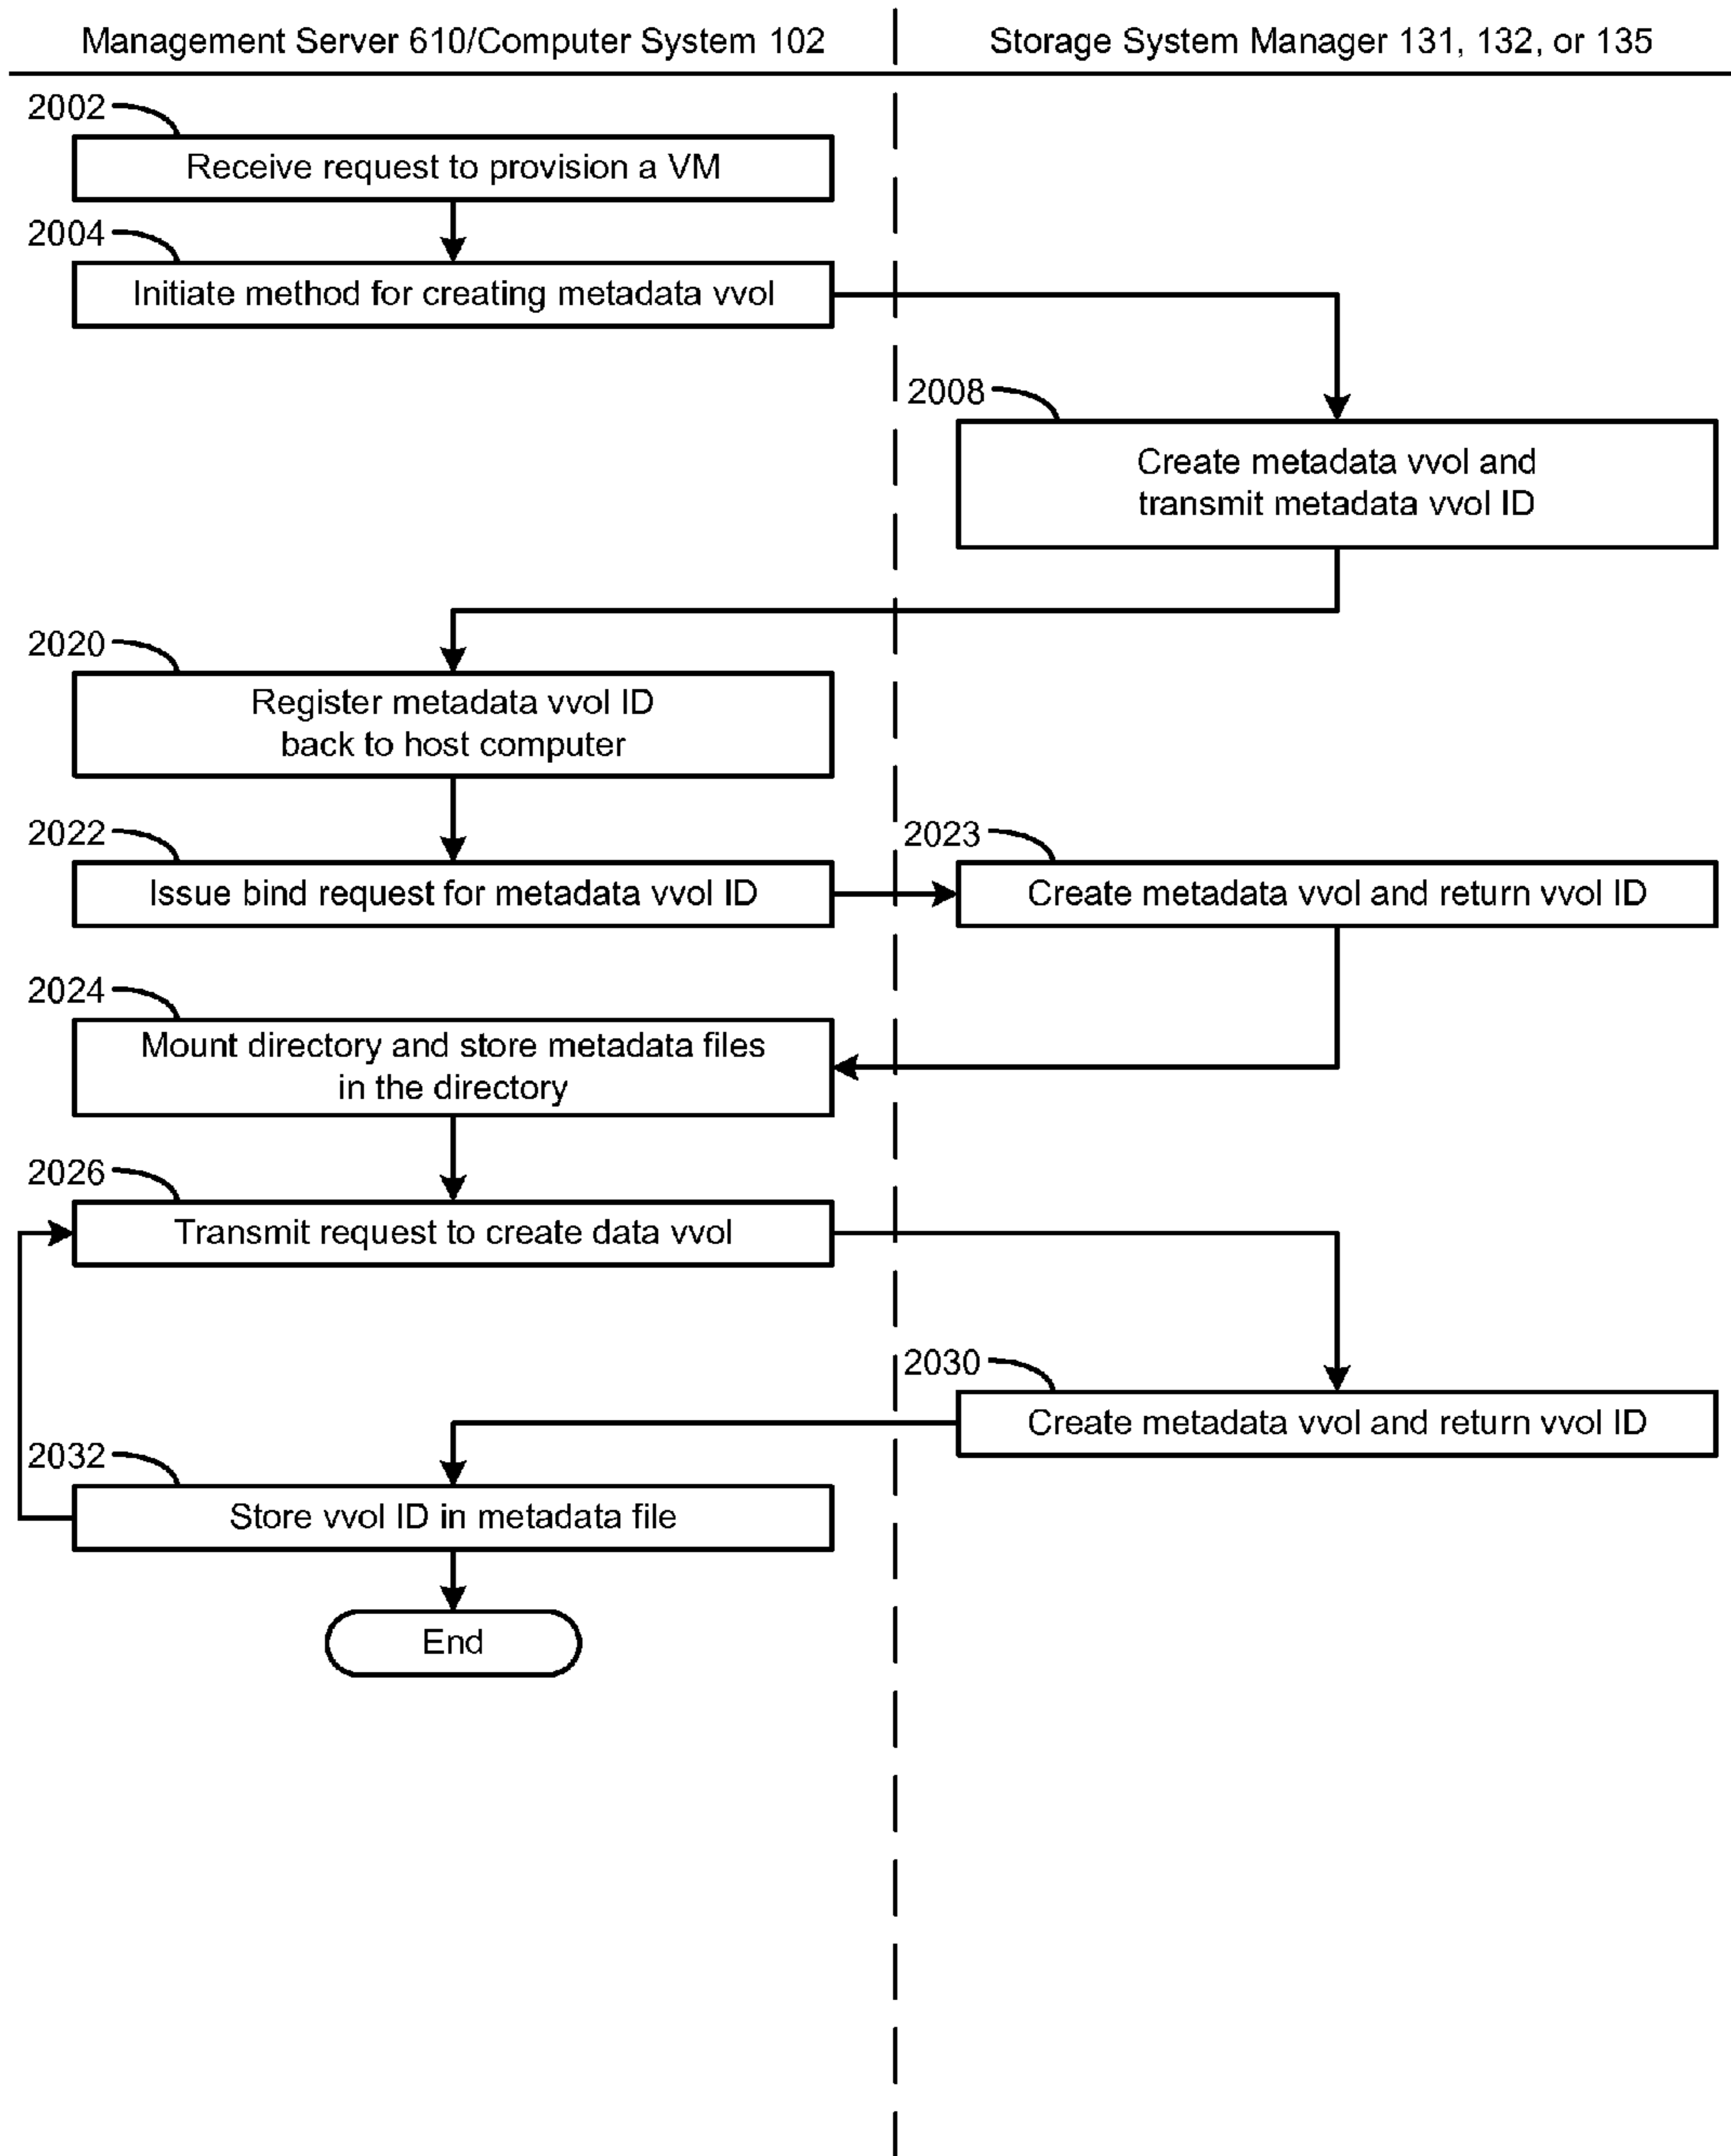 Management Server 610/Computer System 102
Storage System Manager 131, 132, or 135
2002
Receive request to provision a VM
2004
Initiate method for creating metadata vvol
2008
Create metadata vvol and
transmit metadata vvol ID
2020
Register metadata vvol ID
back to host computer
2022
Issue bind request for metadata vvol ID
2023
Create metadata vvol and return vvol ID
2024
Mount directory and store metadata files
in the directory
2026
Transmit request to create data vvol
2030
Create metadata vvol and return vvol ID
2032
Store vvol ID in metadata file
End